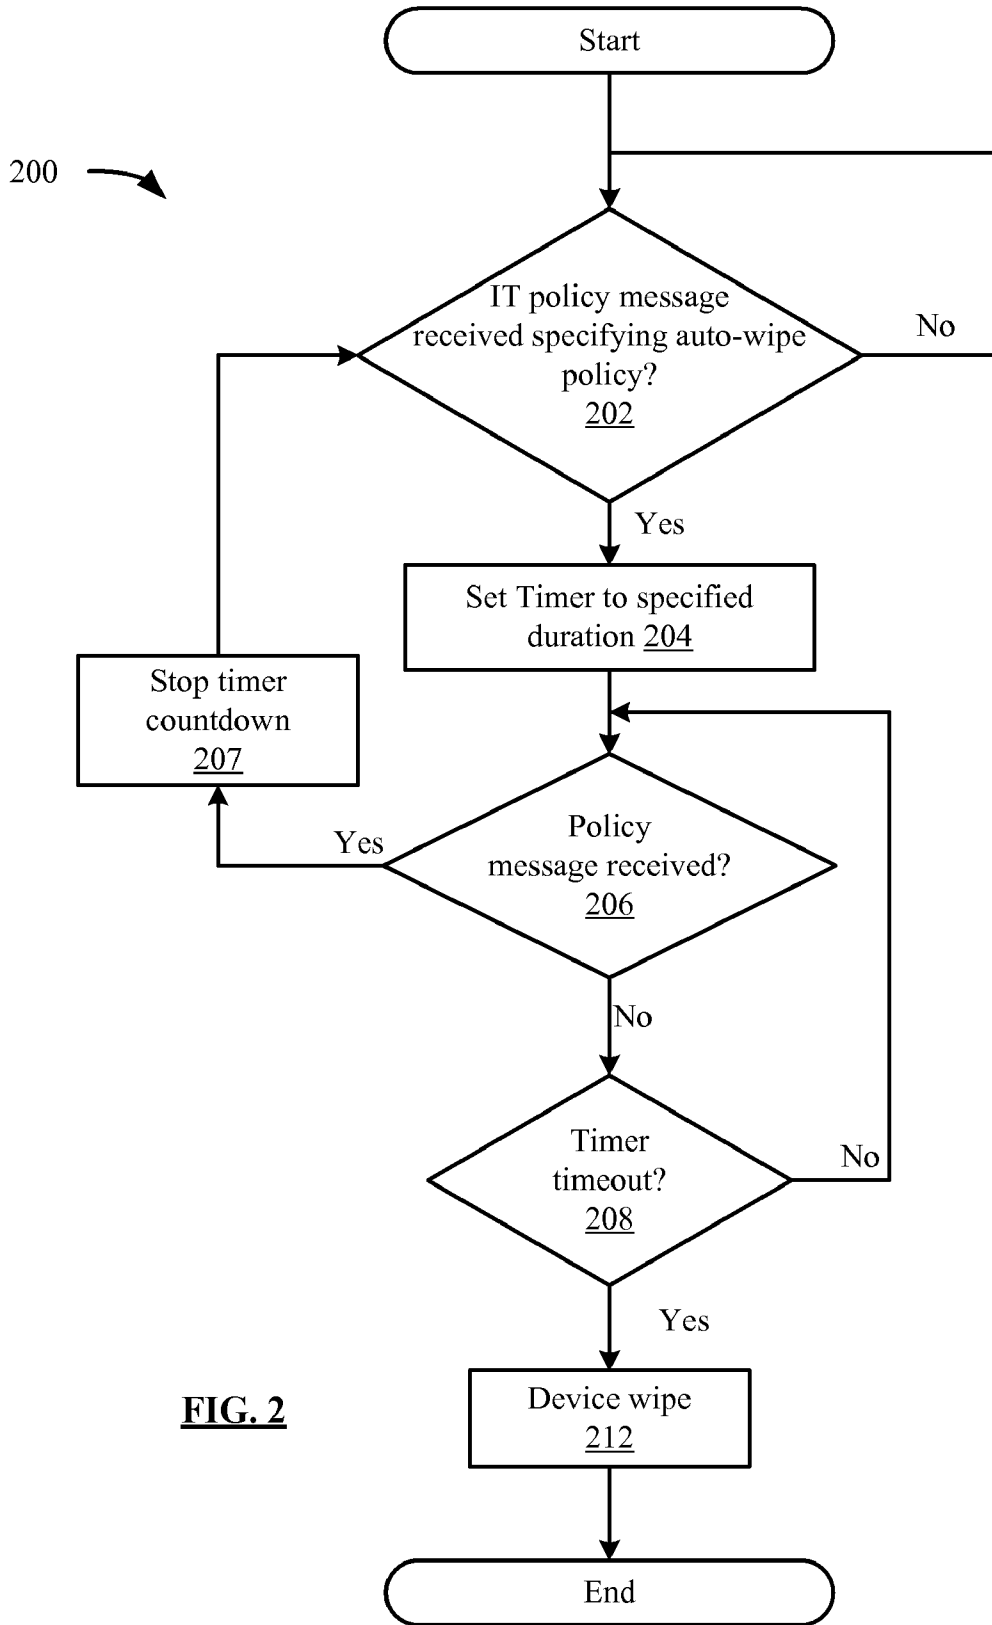 Start
200
IT policy message
received specifying auto-wipe
policy?
202
No
Yes
Set Timer to specified
duration 204
Stop timer
countdown
207
Yes
Policy
message received?
206
No
Timer
timeout?
208
No
Yes
Device wipe
212
FIG. 2
End